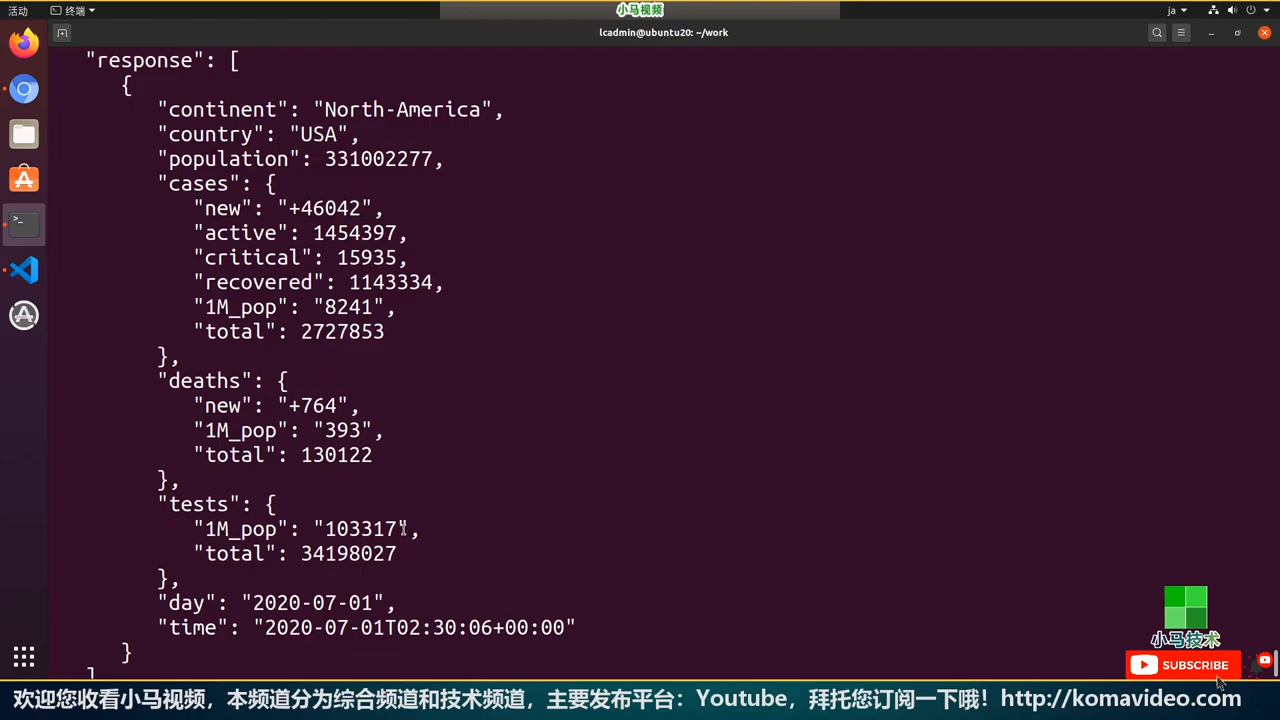 活动
终端
小马视频
ja
lcadmin@ubuntu20: ~/work
"response": [
{
"continent": "North-America",
"country": "USA",
"population": 331002277,
"cases": {
"new": "+46042",
"active": 1454397,
"critical": 15935,
"recovered": 1143334,
"1M_pop": "8241",
"total": 2727853
},
"deaths": {
"new": "+764",
"1M_pop": "393",
"total": 130122
},
"tests": {
"1M_pop": "103317",
"total": 34198027
},
"day": "2020-07-01",
"time": "2020-07-01T02:30:06+00:00"
}
]
小马技术
SUBSCRIBE
欢迎您收看小马视频，本频道分为综合频道和技术频道，主要发布平台：Youtube，拜托您订阅一下哦！http://komavideo.com